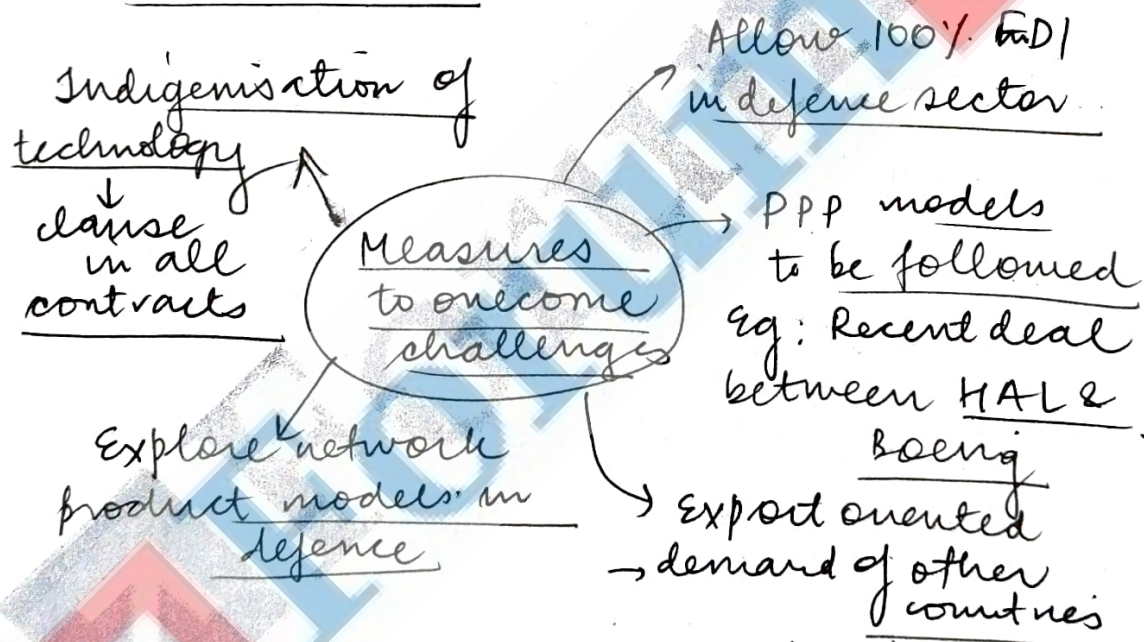 Indigenisation of
technology
↓
clause
in all
contracts
Allow 100% FDI
in defence sector
Measures
to overcome
challenges
PPP models
to be followed
Eg: Recent deal
between HAL &
Boeing
Explore network
product models in
defence
Export oriented
→ demand of other
countries
Forum